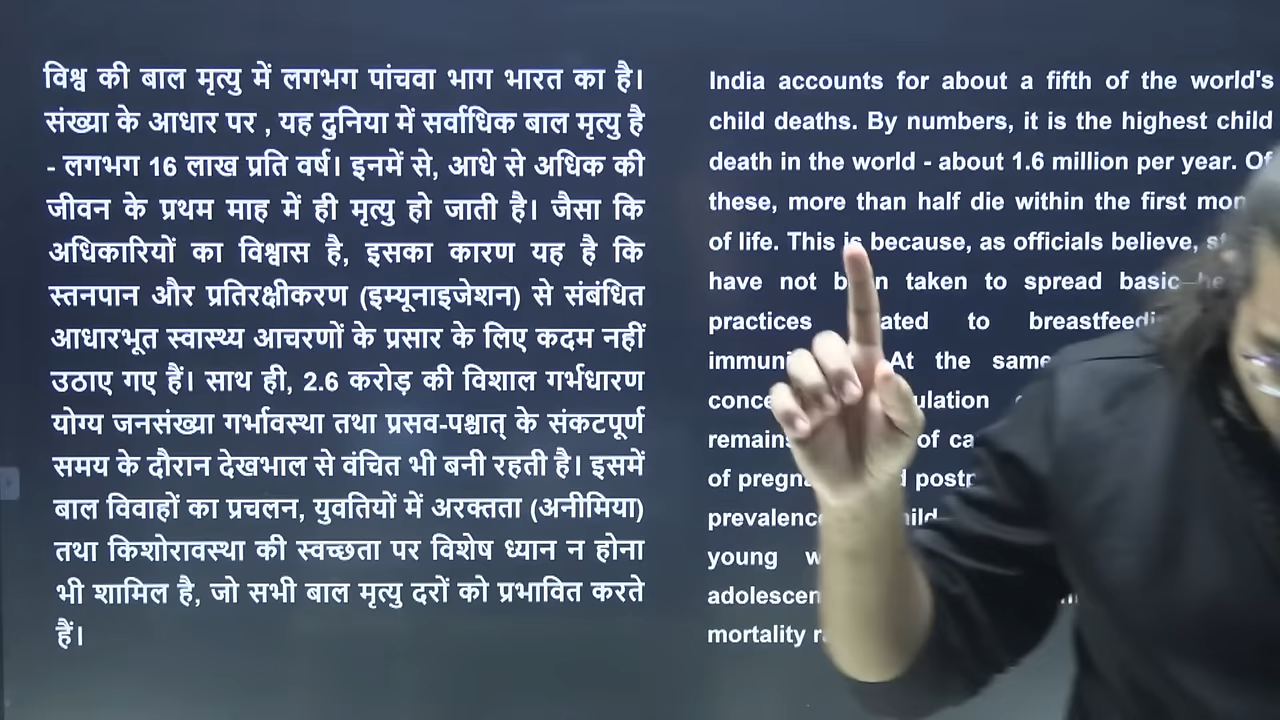 विश्व की बाल मृत्यु में लगभग पांचवा भाग भारत का है।
संख्या के आधार पर , यह दुनिया में सर्वाधिक बाल मृत्यु है
- लगभग 16 लाख प्रति वर्ष। इनमें से, आधे से अधिक की
जीवन के प्रथम माह में ही मृत्यु हो जाती है। जैसा कि
अधिकारियों का विश्वास है, इसका कारण यह है कि
स्तनपान और प्रतिरक्षीकरण (इम्यूनाइजेशन) से संबंधित
आधारभूत स्वास्थ्य आचरणों के प्रसार के लिए कदम नहीं
उठाए गए हैं। साथ ही, 2.6 करोड़ की विशाल गर्भधारण
योग्य जनसंख्या गर्भावस्था तथा प्रसव-पश्चात् के संकटपूर्ण
समय के दौरान देखभाल से वंचित भी बनी रहती है। इसमें
बाल विवाहों का प्रचलन, युवतियों में अरक्तता (अनीमिया)
तथा किशोरावस्था की स्वच्छता पर विशेष ध्यान न होना
भी शामिल है, जो सभी बाल मृत्यु दरों को प्रभावित करते
हैं।
India accounts for about a fifth of the world's
child deaths. By numbers, it is the highest child
death in the world - about 1.6 million per year. Of
these, more than half die within the first
of life. This is because, as officials believe,
have not been taken to spread basic
practices to
At the same
remains of
of
young
mortality